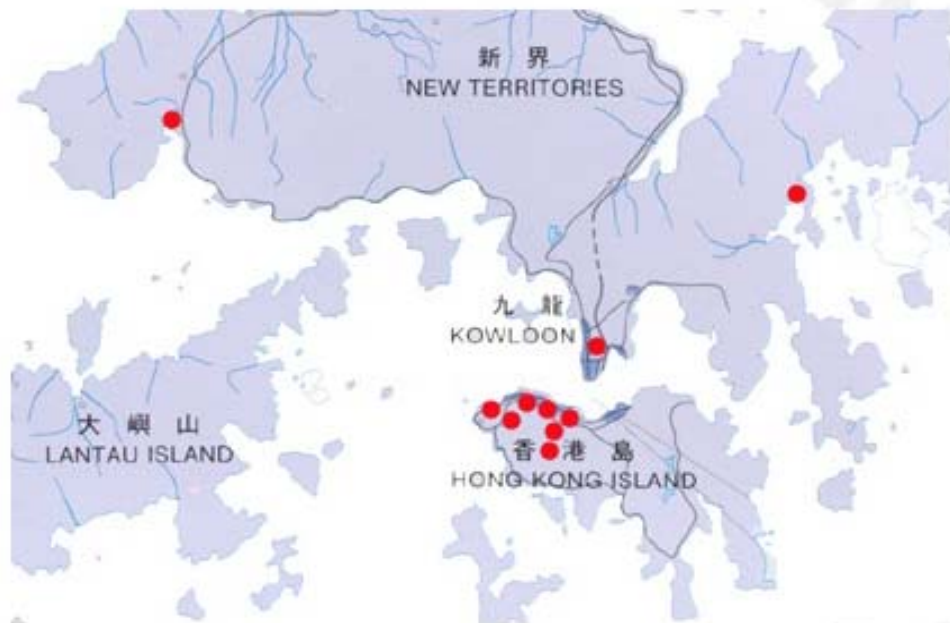 新 界
NEW TERRITORIES
九 龍
KOWLOON
大 嶼 山
LANTAU ISLAND
香 港 島
HONG KONG ISLAND